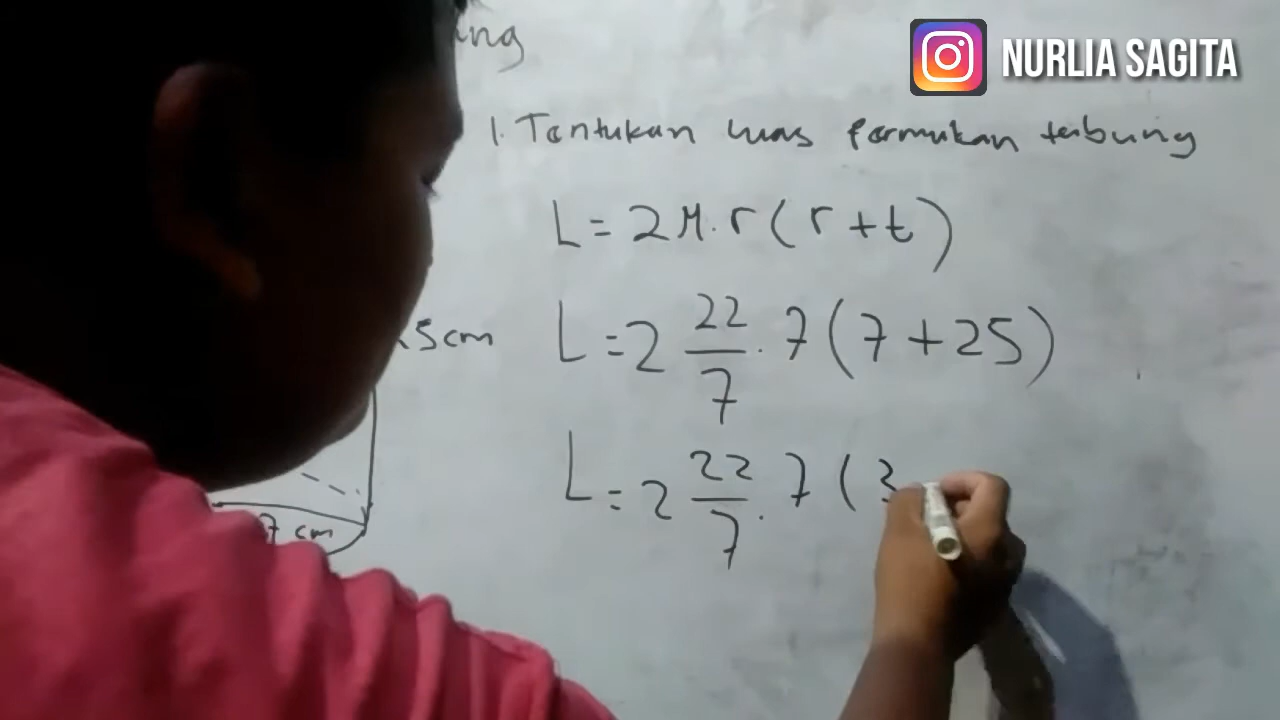 NURLIA SAGITA
ung
1. Tentukan luas Permukan tabung
L = 2π.r(r+t)
5cm
L = 2 22/7 . 7(7+25)
L = 2 22/7 . 7(3
7 cm